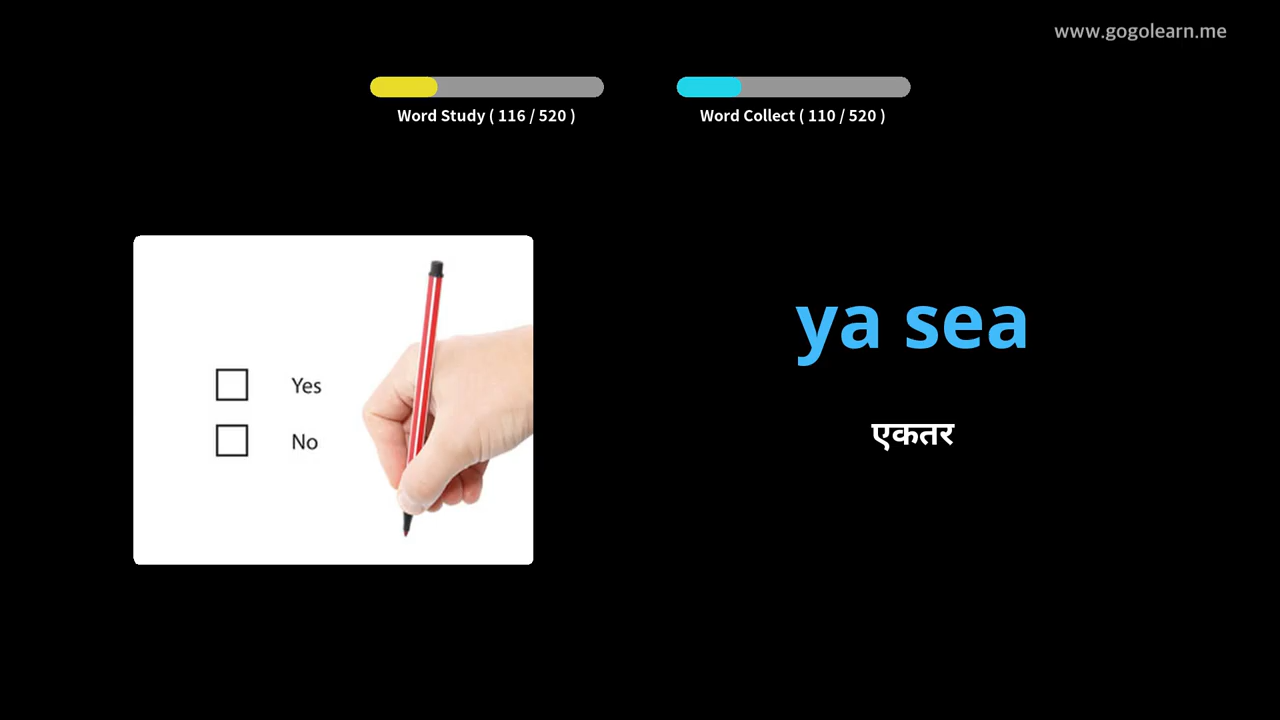 www.gogolearn.me
Word Study ( 116 / 520 )
Word Collect ( 110 / 520 )
Yes
No
ya sea
एकतर